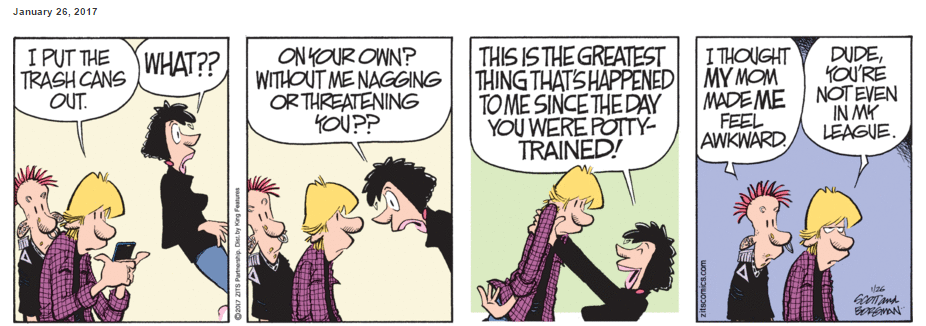 January 26, 2017
I PUT THE
TRASH CANS
OUT.
WHAT??
ON YOUR OWN?
WITHOUT ME NAGGING
OR THREATENING
YOU??
©2017 ZITS Partnership. Dist. by King Features
THIS IS THE GREATEST
THING THAT'S HAPPENED
TO ME SINCE THE DAY
YOU WERE POTTY-
TRAINED!
I THOUGHT
MY MOM
MADE ME
FEEL
AWKWARD.
DUDE,
YOU'RE
NOT EVEN
IN MY
LEAGUE.
zitscomics.com
1/26
SCOTT AND
BORGMAN